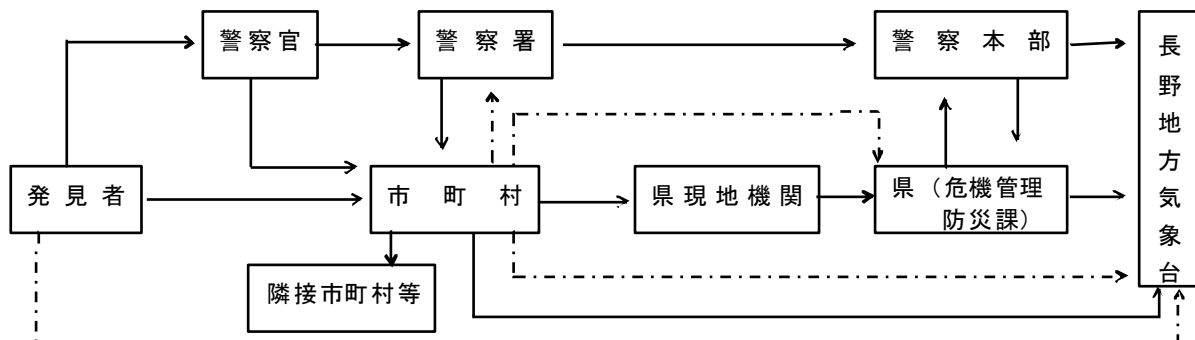 警察官
警察署
警察本部
長野地方気象台
発見者
市町村
県現地機関
県（危機管理
防災課）
隣接市町村等